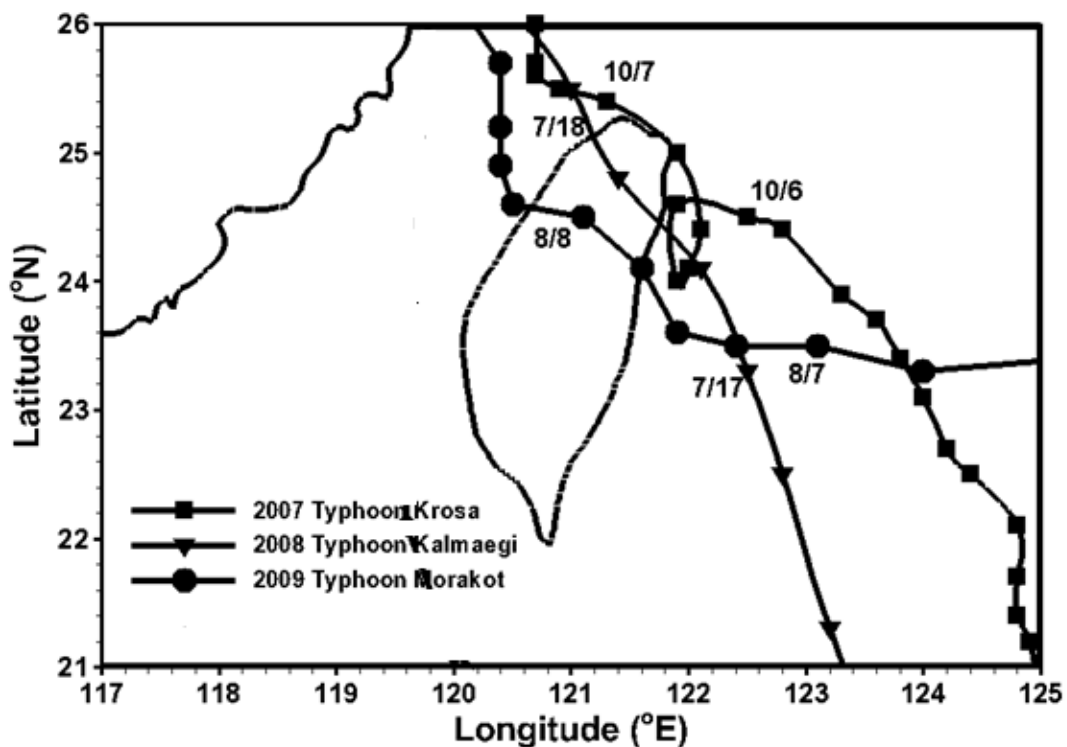 26
25
24
23
22
21
Latitude (°N)
10/7
7/18
10/6
8/8
7/17
8/7
2007 Typhoon Krosa
2008 Typhoon Kalmaegi
2009 Typhoon Morakot
117 118 119 120 121 122 123 124 125
Longitude (°E)